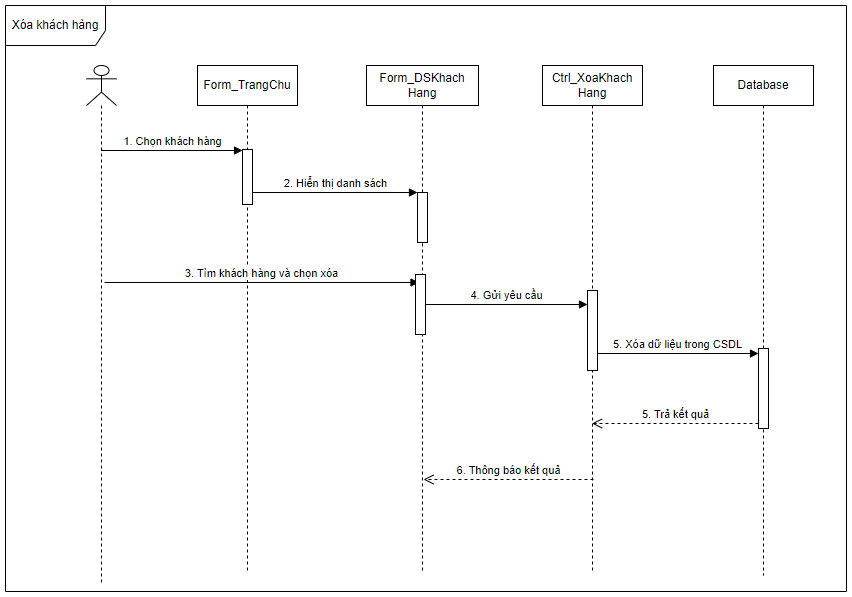 Xóa khách hàng
Form_TrangChu
Form_DSKhach
Hang
Ctrl_XoaKhach
Hang
Database
1. Chọn khách hàng
2. Hiển thị danh sách
3. Tìm khách hàng và chọn xóa
4. Gửi yêu cầu
5. Xóa dữ liệu trong CSDL
5. Trả kết quả
6. Thông báo kết quả